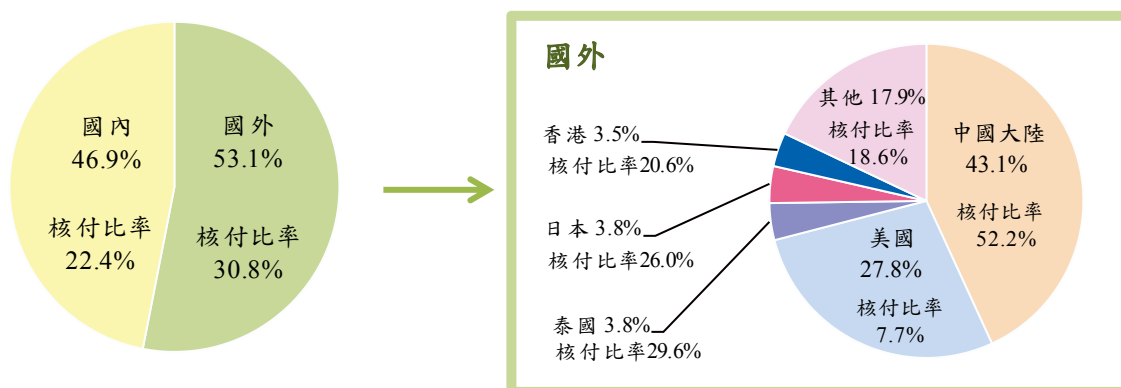 國內
46.9%
核付比率
22.4%
國外
53.1%
核付比率
30.8%
國外
其他 17.9%
核付比率
18.6%
中國大陸
43.1%
核付比率
52.2%
香港 3.5%
核付比率20.6%
日本 3.8%
核付比率26.0%
泰國 3.8%
核付比率29.6%
美國
27.8%
核付比率
7.7%